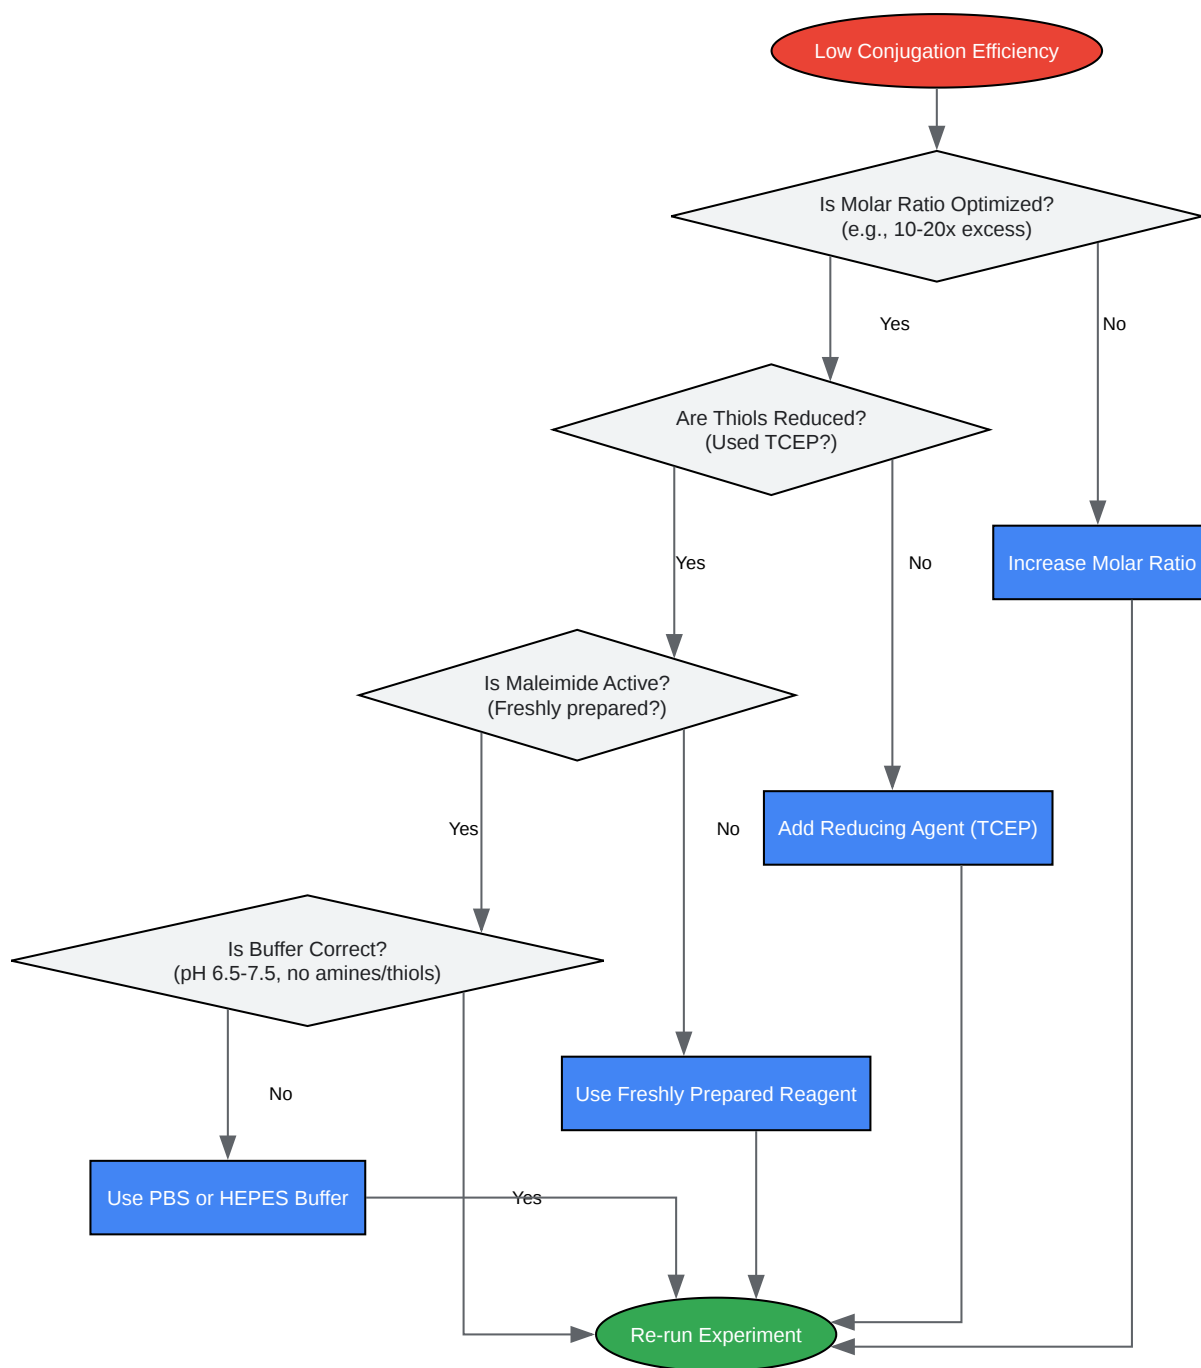 Low Conjugation Efficiency
Is Molar Ratio Optimized?
(e.g., 10-20x excess)
Yes
No
Are Thiols Reduced?
(Used TCEP?)
Yes
No
Increase Molar Ratio
Is Maleimide Active?
(Freshly prepared?)
Yes
No
Add Reducing Agent (TCEP)
Is Buffer Correct?
(pH 6.5-7.5, no amines/thiols)
No
Use Freshly Prepared Reagent
Use PBS or HEPES Buffer
Yes
Re-run Experiment